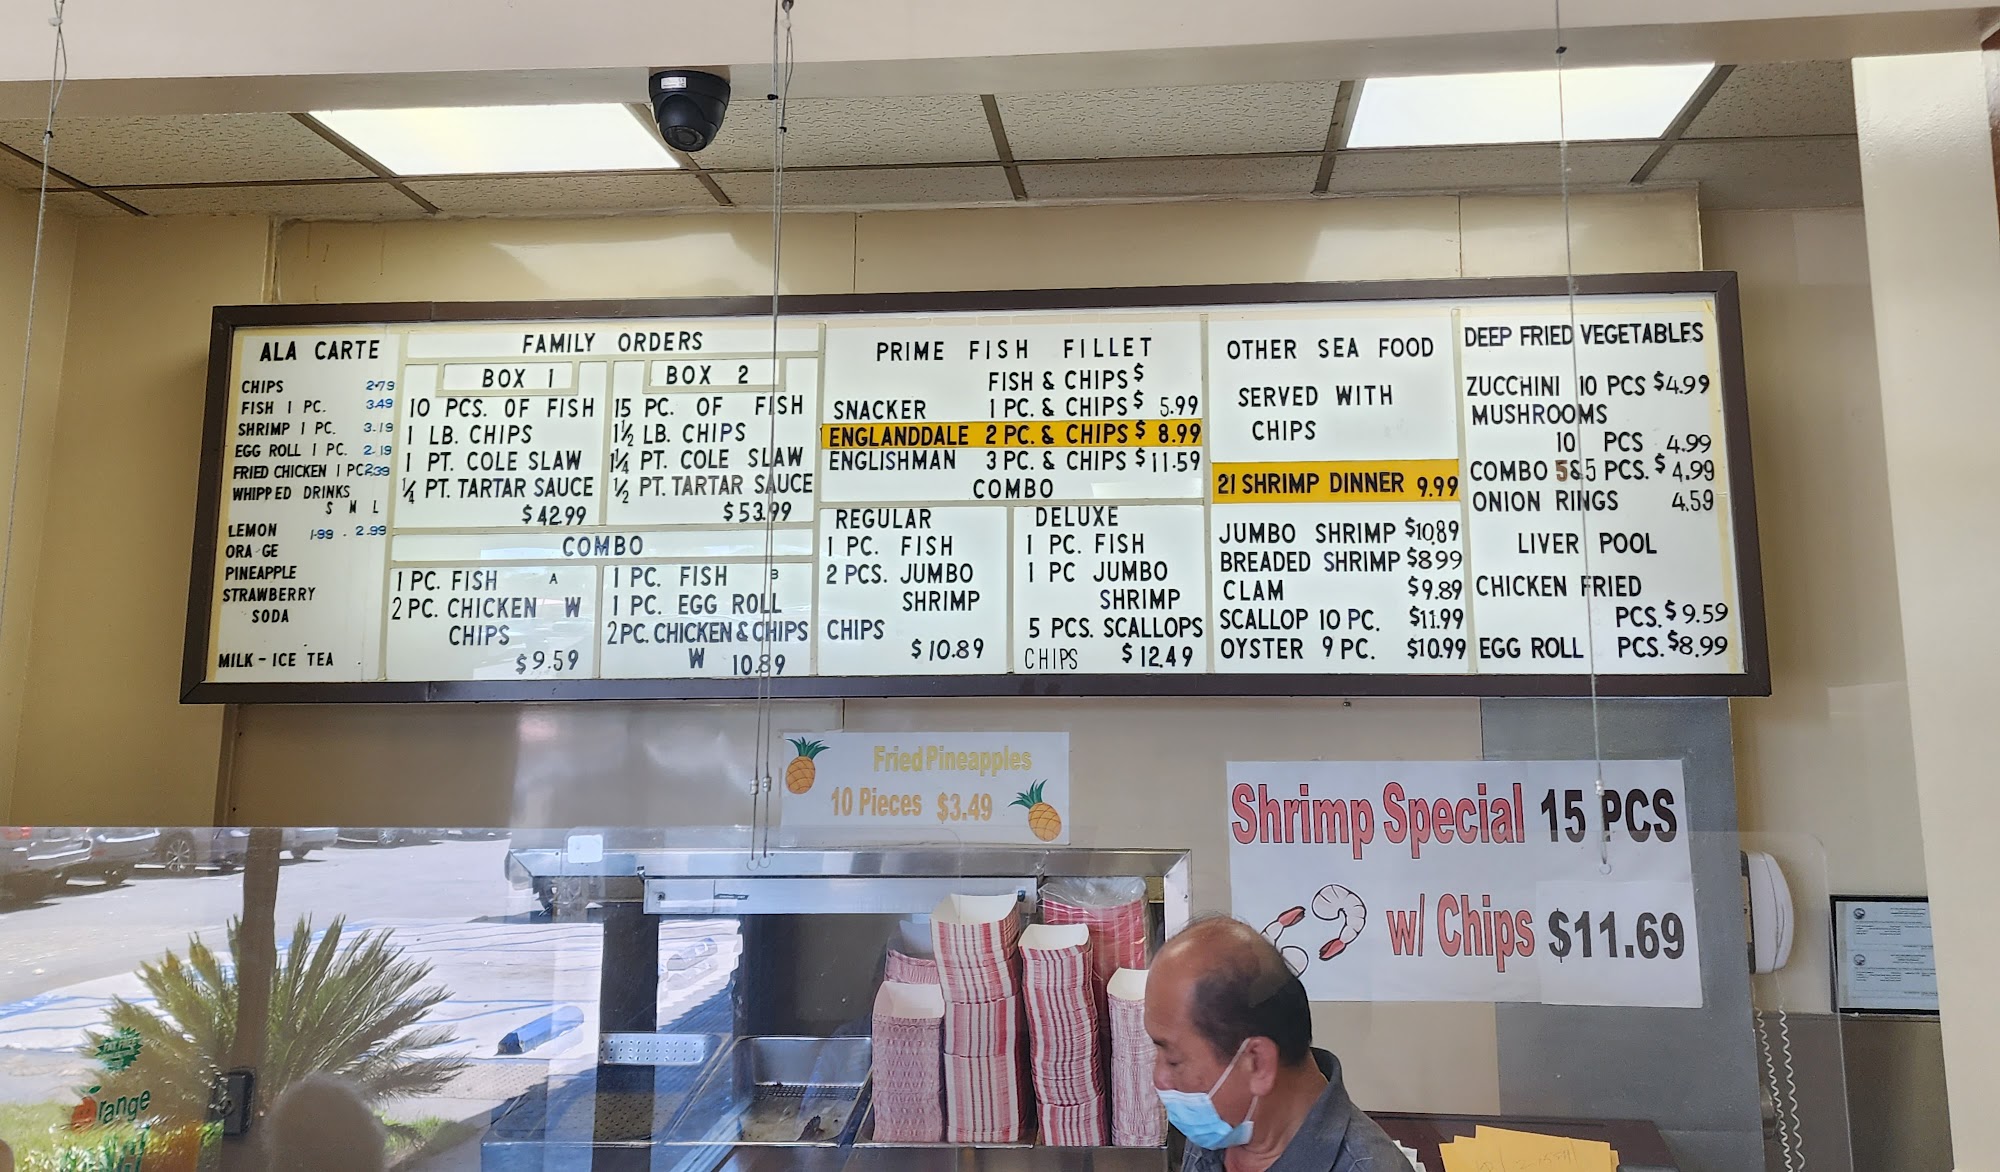 ALA CARTE
CHIPS 2.79
FISH 1 PC. 3.49
SHRIMP 1 PC. 3.19
EGG ROLL 1 PC. 2.19
FRIED CHICKEN 1 PC 2.39
WHIPPED DRINKS
S M L
LEMON 1.99 - 2.99
ORA GE
PINEAPPLE
STRAWBERRY
SODA
MILK - ICE TEA
FAMILY ORDERS
BOX 1
10 PCS. OF FISH
1 LB. CHIPS
1 PT. COLE SLAW
¼ PT. TARTAR SAUCE
$42.99
BOX 2
15 PC. OF FISH
1½ LB. CHIPS
1¼ PT. COLE SLAW
½ PT. TARTAR SAUCE
$53.99
COMBO
1 PC. FISH A
2 PC. CHICKEN W
CHIPS
$9.59
1 PC. FISH B
1 PC. EGG ROLL
2 PC. CHICKEN & CHIPS
W 10.89
PRIME FISH FILLET
FISH & CHIPS $
SNACKER 1 PC. & CHIPS $ 5.99
ENGLANDDALE 2 PC. & CHIPS $ 8.99
ENGLISHMAN 3 PC. & CHIPS $11.59
COMBO
REGULAR
1 PC. FISH
2 PCS. JUMBO
SHRIMP
CHIPS
$10.89
DELUXE
1 PC. FISH
1 PC JUMBO
SHRIMP
5 PCS. SCALLOPS
CHIPS $12.49
OTHER SEA FOOD
SERVED WITH
CHIPS
21 SHRIMP DINNER 9.99
JUMBO SHRIMP $10.89
BREADED SHRIMP $8.99
CLAM $9.89
SCALLOP 10 PC. $11.99
OYSTER 9 PC. $10.99
DEEP FRIED VEGETABLES
ZUCCHINI 10 PCS $4.99
MUSHROOMS
10 PCS 4.99
COMBO 5&5 PCS. $4.99
ONION RINGS 4.59
LIVER POOL
CHICKEN FRIED
PCS. $9.59
EGG ROLL PCS. $8.99
Fried Pineapples
10 Pieces $3.49
Shrimp Special 15 PCS
w/ Chips $11.69
range